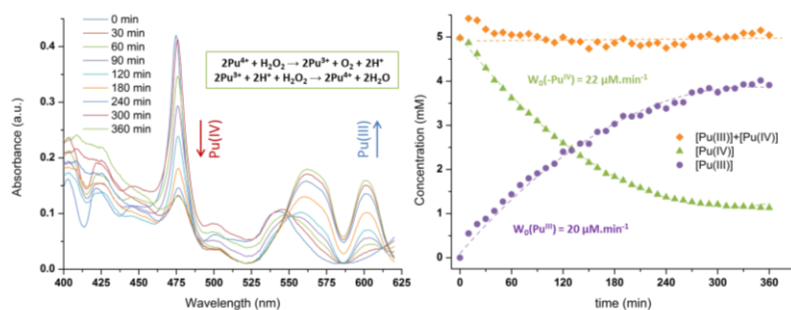 0 min
30 min
60 min
90 min
120 min
180 min
240 min
300 min
360 min
2Pu⁴⁺ + H₂O₂ → 2Pu³⁺ + O₂ + 2H⁺
2Pu³⁺ + 2H⁺ + H₂O₂ → 2Pu⁴⁺ + 2H₂O
Pu(IV)
Pu(III)
Absorbance (a.u.)
0.4
0.3
0.2
0.1
0.0
400 425 450 475 500 525 550 575 600 625
Wavelength (nm)
Concentration (mM)
5
4
3
2
1
0
W₀(-Puᴵⱽ) = 22 µM.min⁻¹
[Pu(III)]+[Pu(IV)]
[Pu(IV)]
[Pu(III)]
W₀(Puᴵᴵᴵ) = 20 µM.min⁻¹
0 60 120 180 240 300 360
time (min)